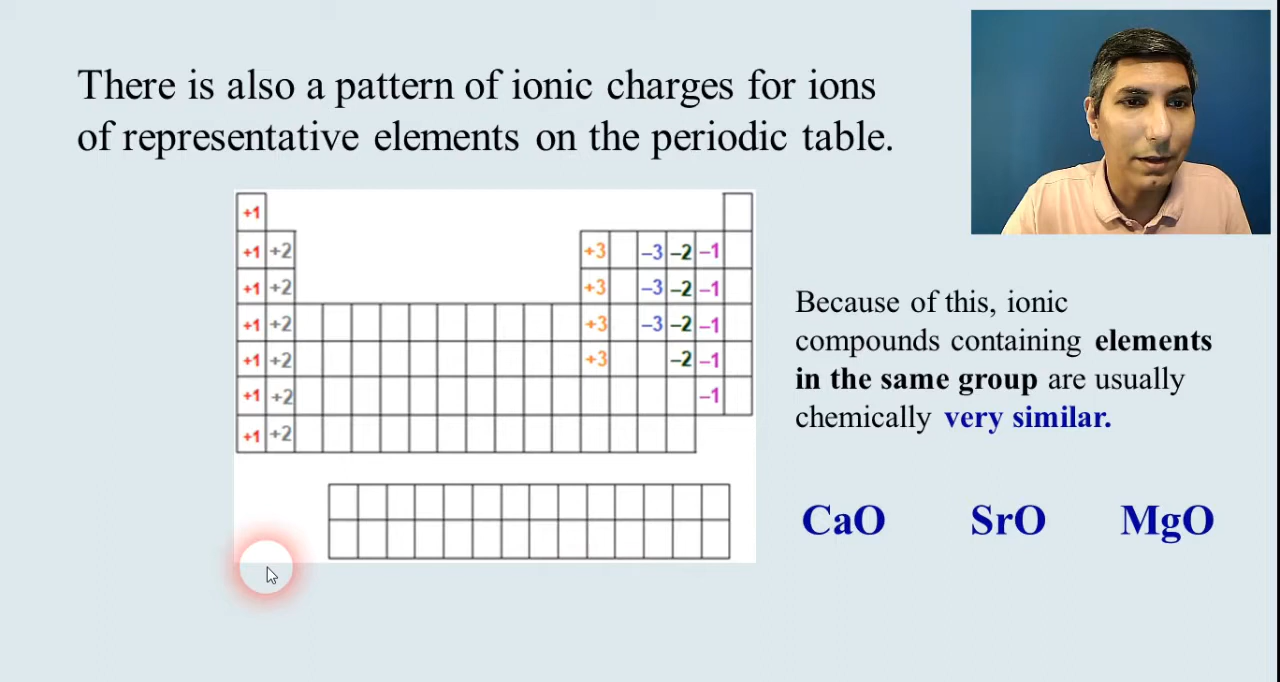 There is also a pattern of ionic charges for ions
of representative elements on the periodic table.
+1
+1 +2 +3 –3 –2 –1
+1 +2 +3 –3 –2 –1
+1 +2 +3 –3 –2 –1
+1 +2 +3 –2 –1
+1 +2 –1
+1 +2
Because of this, ionic
compounds containing elements
in the same group are usually
chemically very similar.
CaO SrO MgO